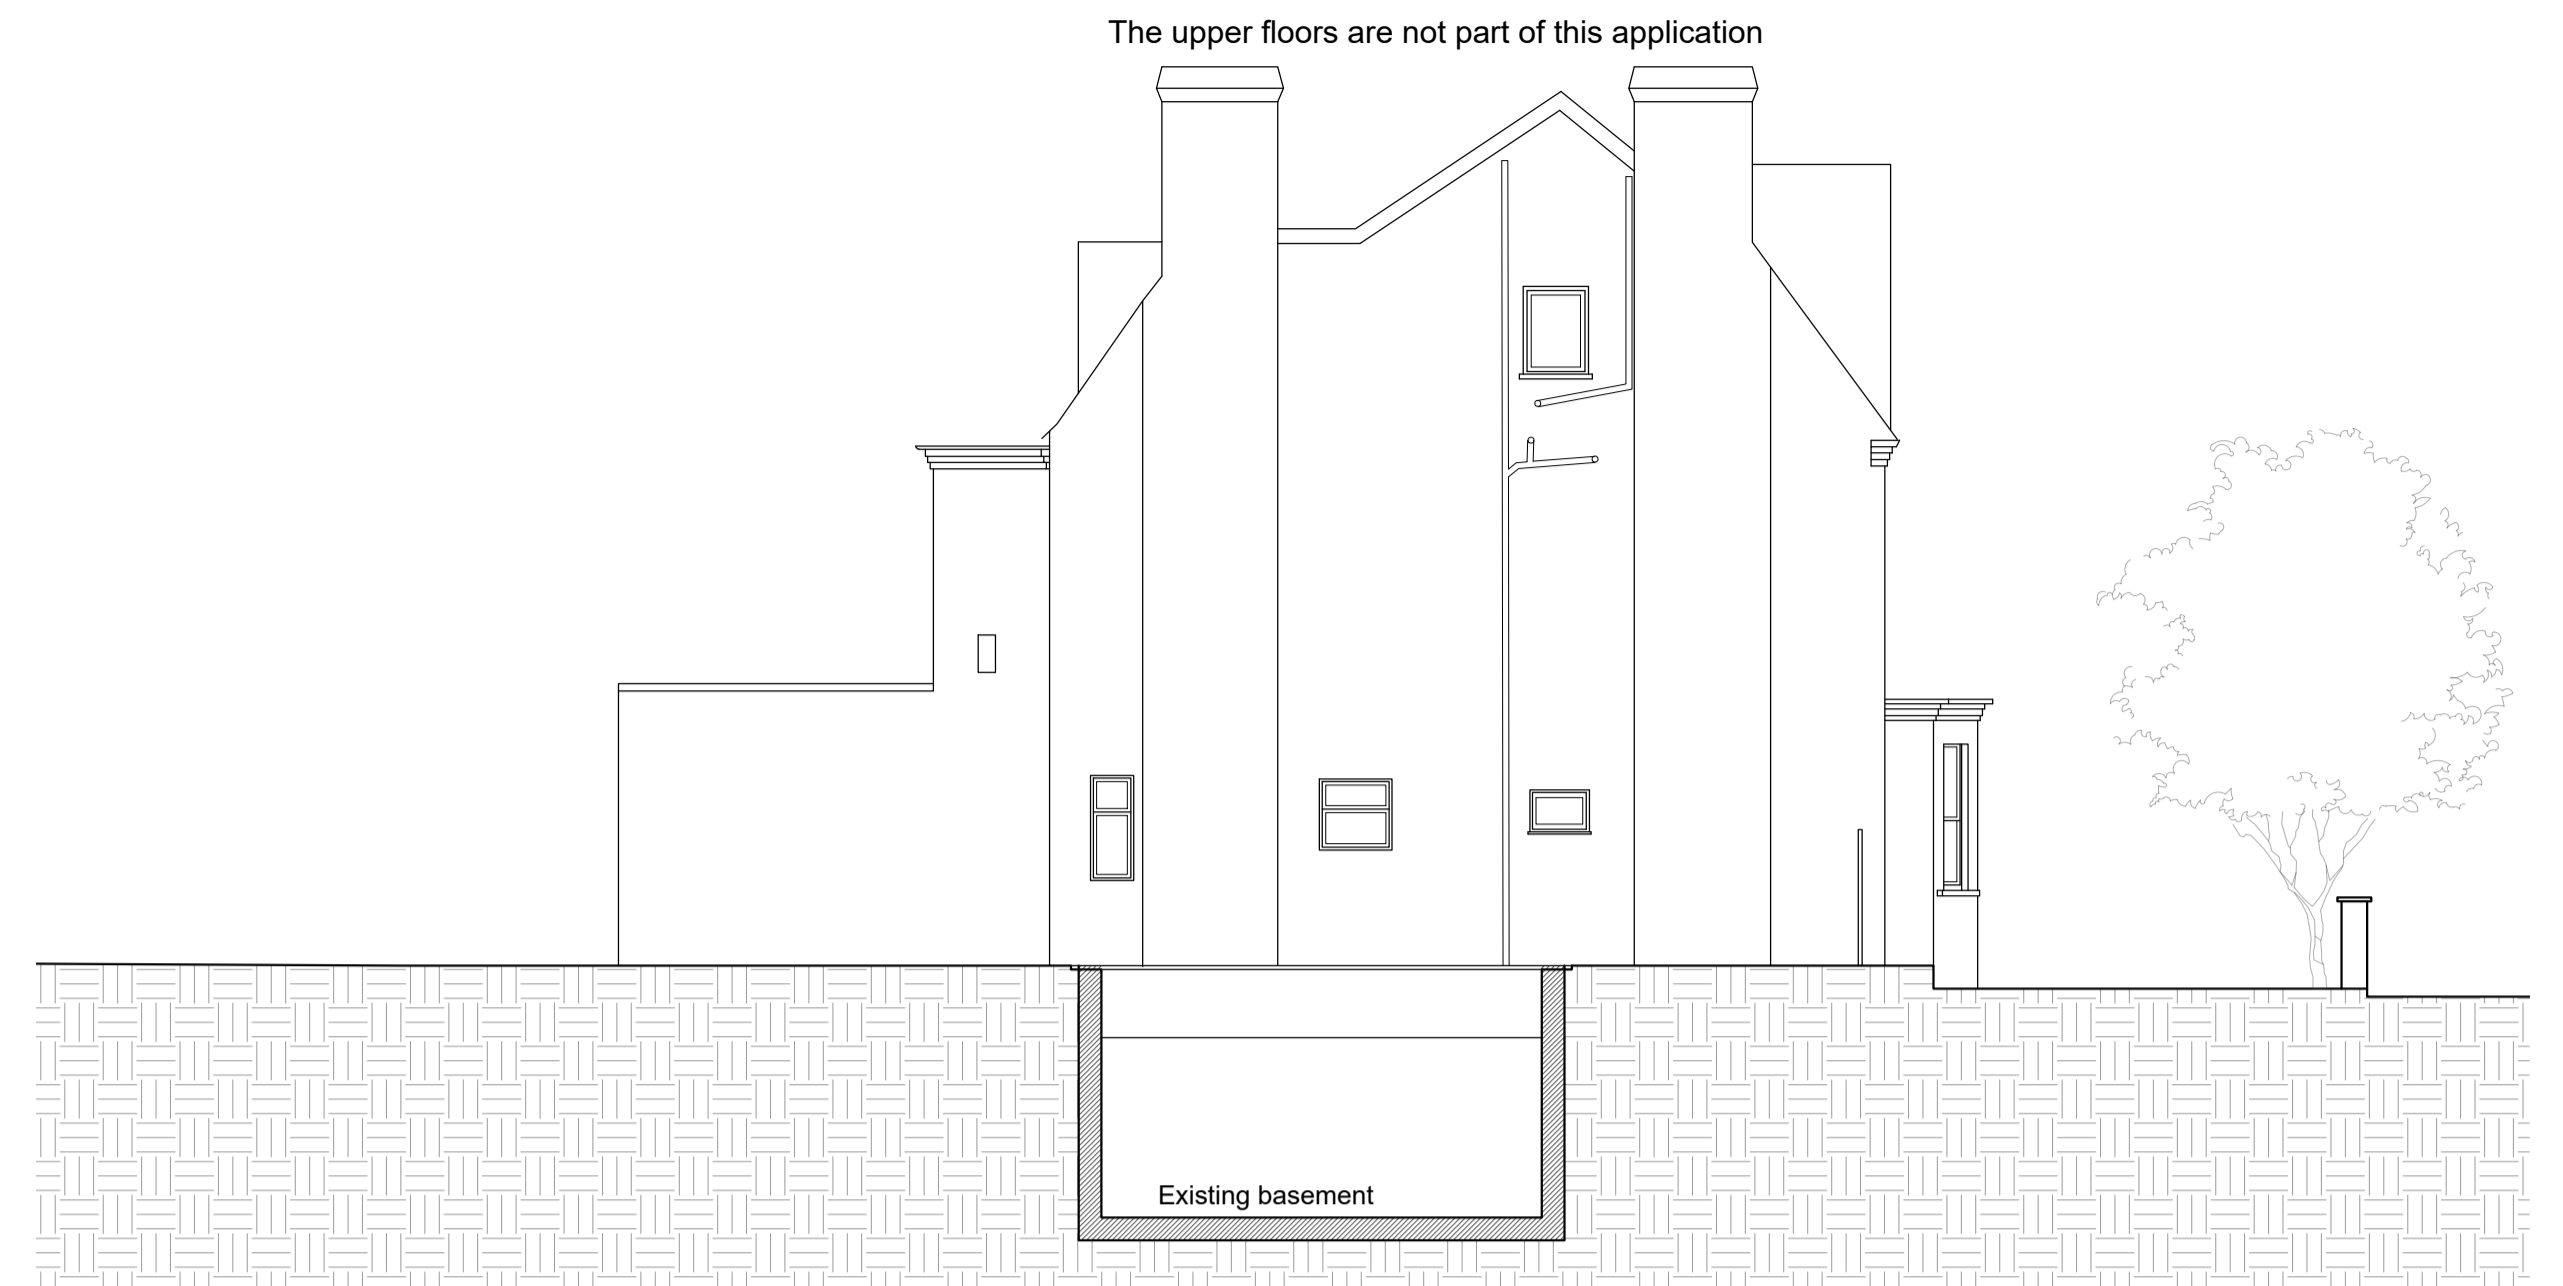 The upper floors are not part of this application
Existing basement